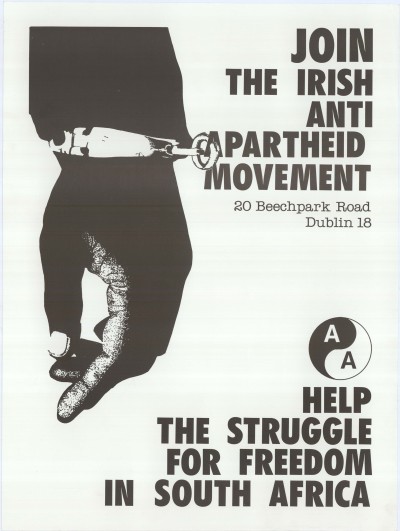 JOIN
THE IRISH
ANTI
APARTHEID
MOVEMENT
20 Beechpark Road
Dublin 18
A
A
HELP
THE STRUGGLE
FOR FREEDOM
IN SOUTH AFRICA